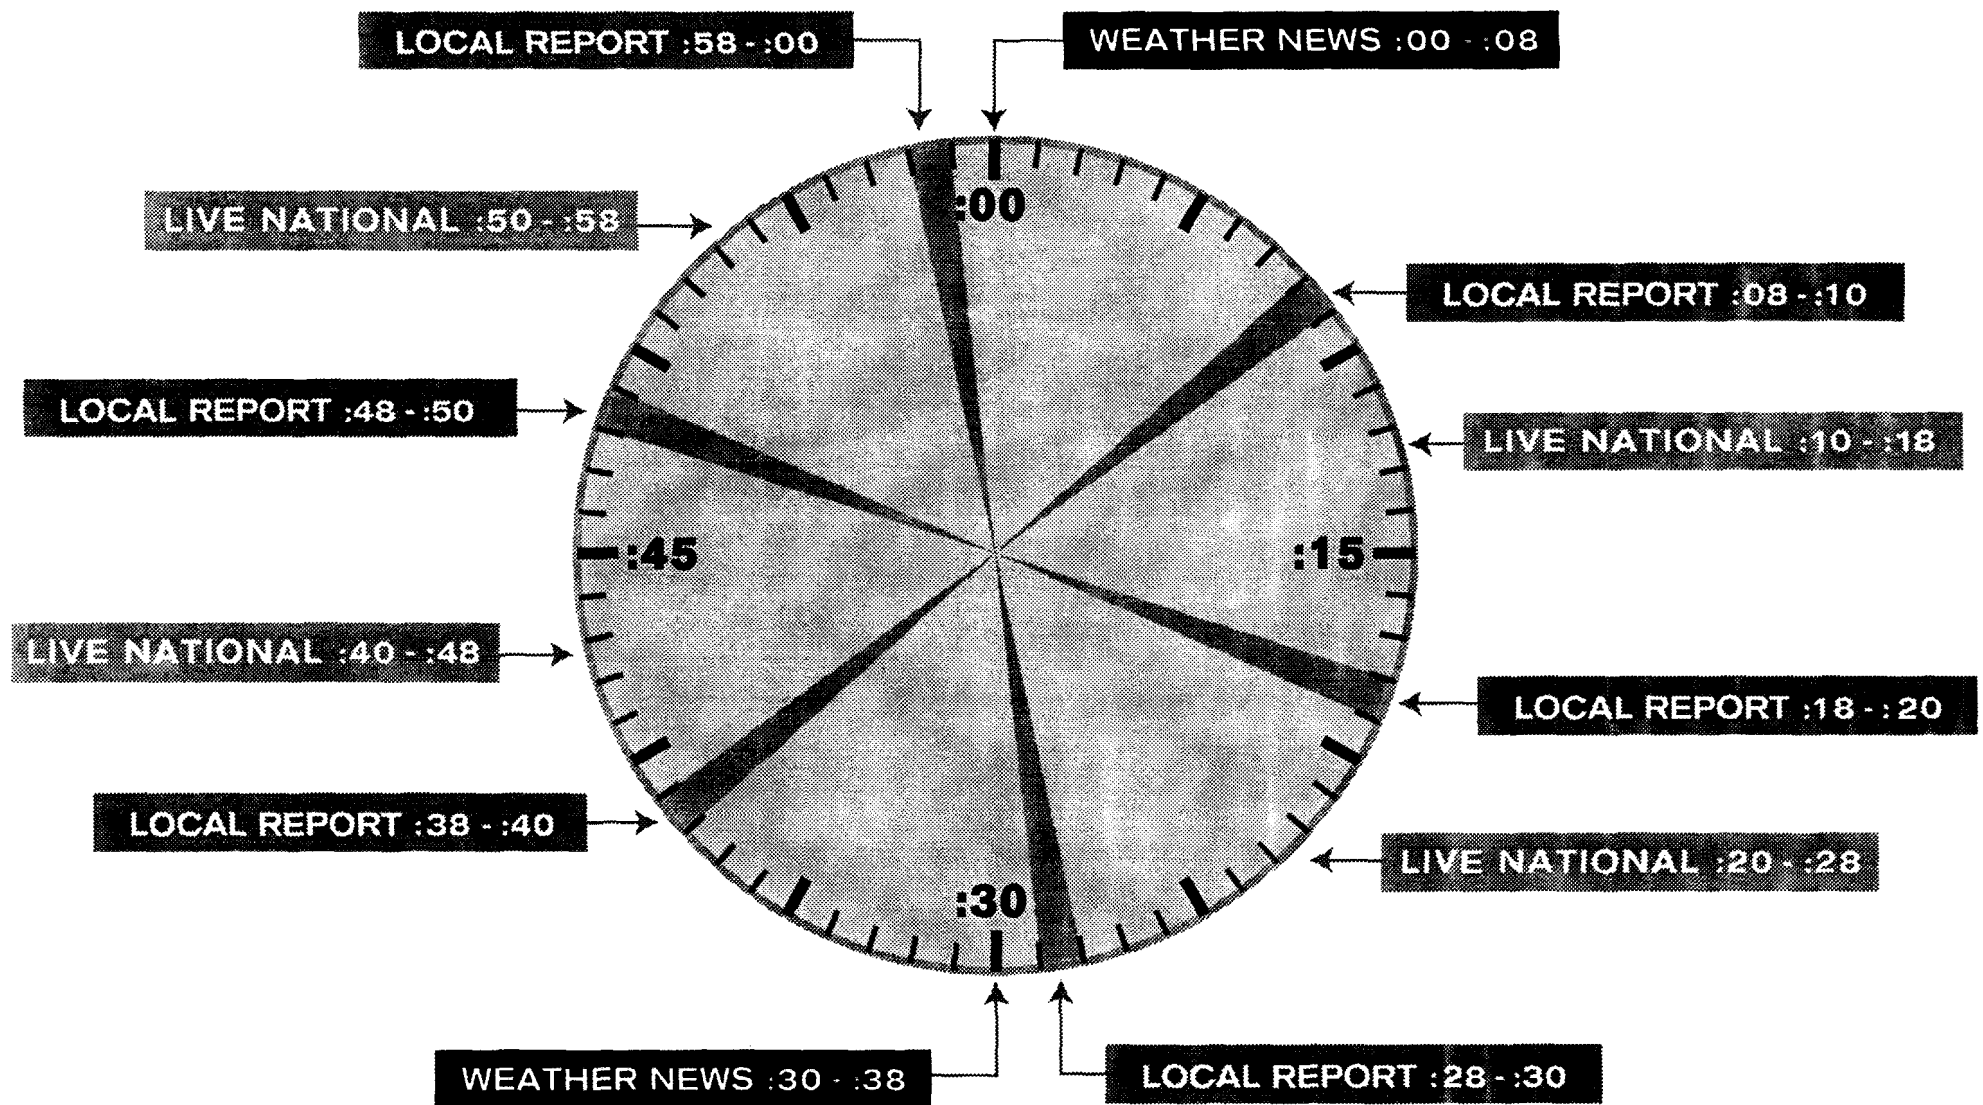 LOCAL REPORT :58 - :00
WEATHER NEWS :00 - :08
LIVE NATIONAL :50 - :58
:00
LOCAL REPORT :08 - :10
LOCAL REPORT :48 - :50
LIVE NATIONAL :10 - :18
:45
:15
LIVE NATIONAL :40 - :48
LOCAL REPORT :18 - : 20
LOCAL REPORT :38 - :40
LIVE NATIONAL :20 - :28
:30
WEATHER NEWS :30 - :38
LOCAL REPORT : 28 - :30